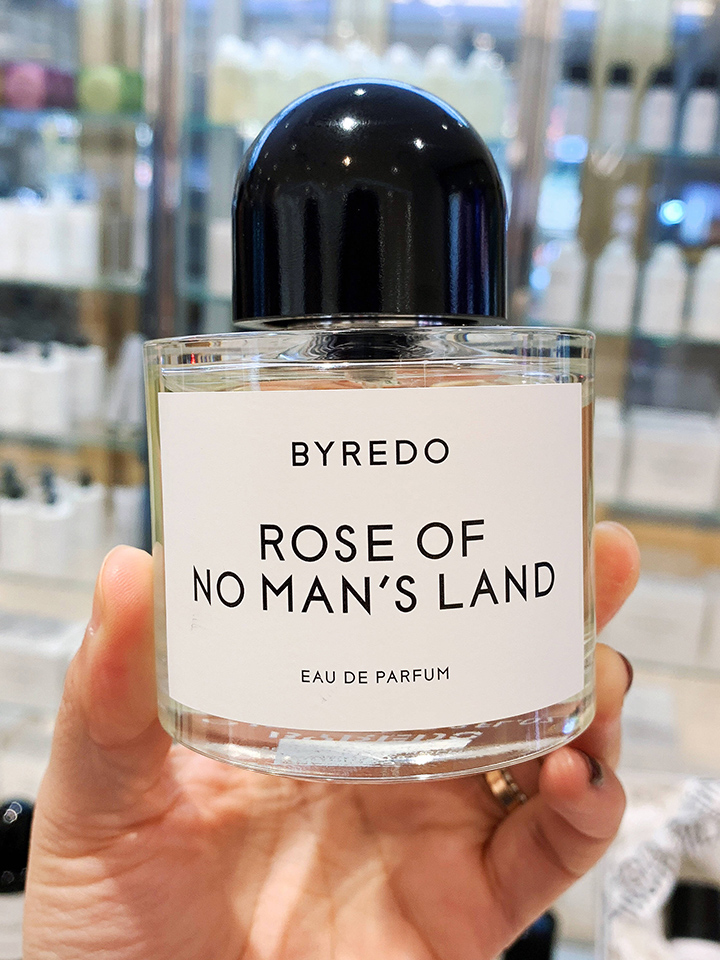 BYREDO
ROSE OF
NO MAN'S LAND
EAU DE PARFUM